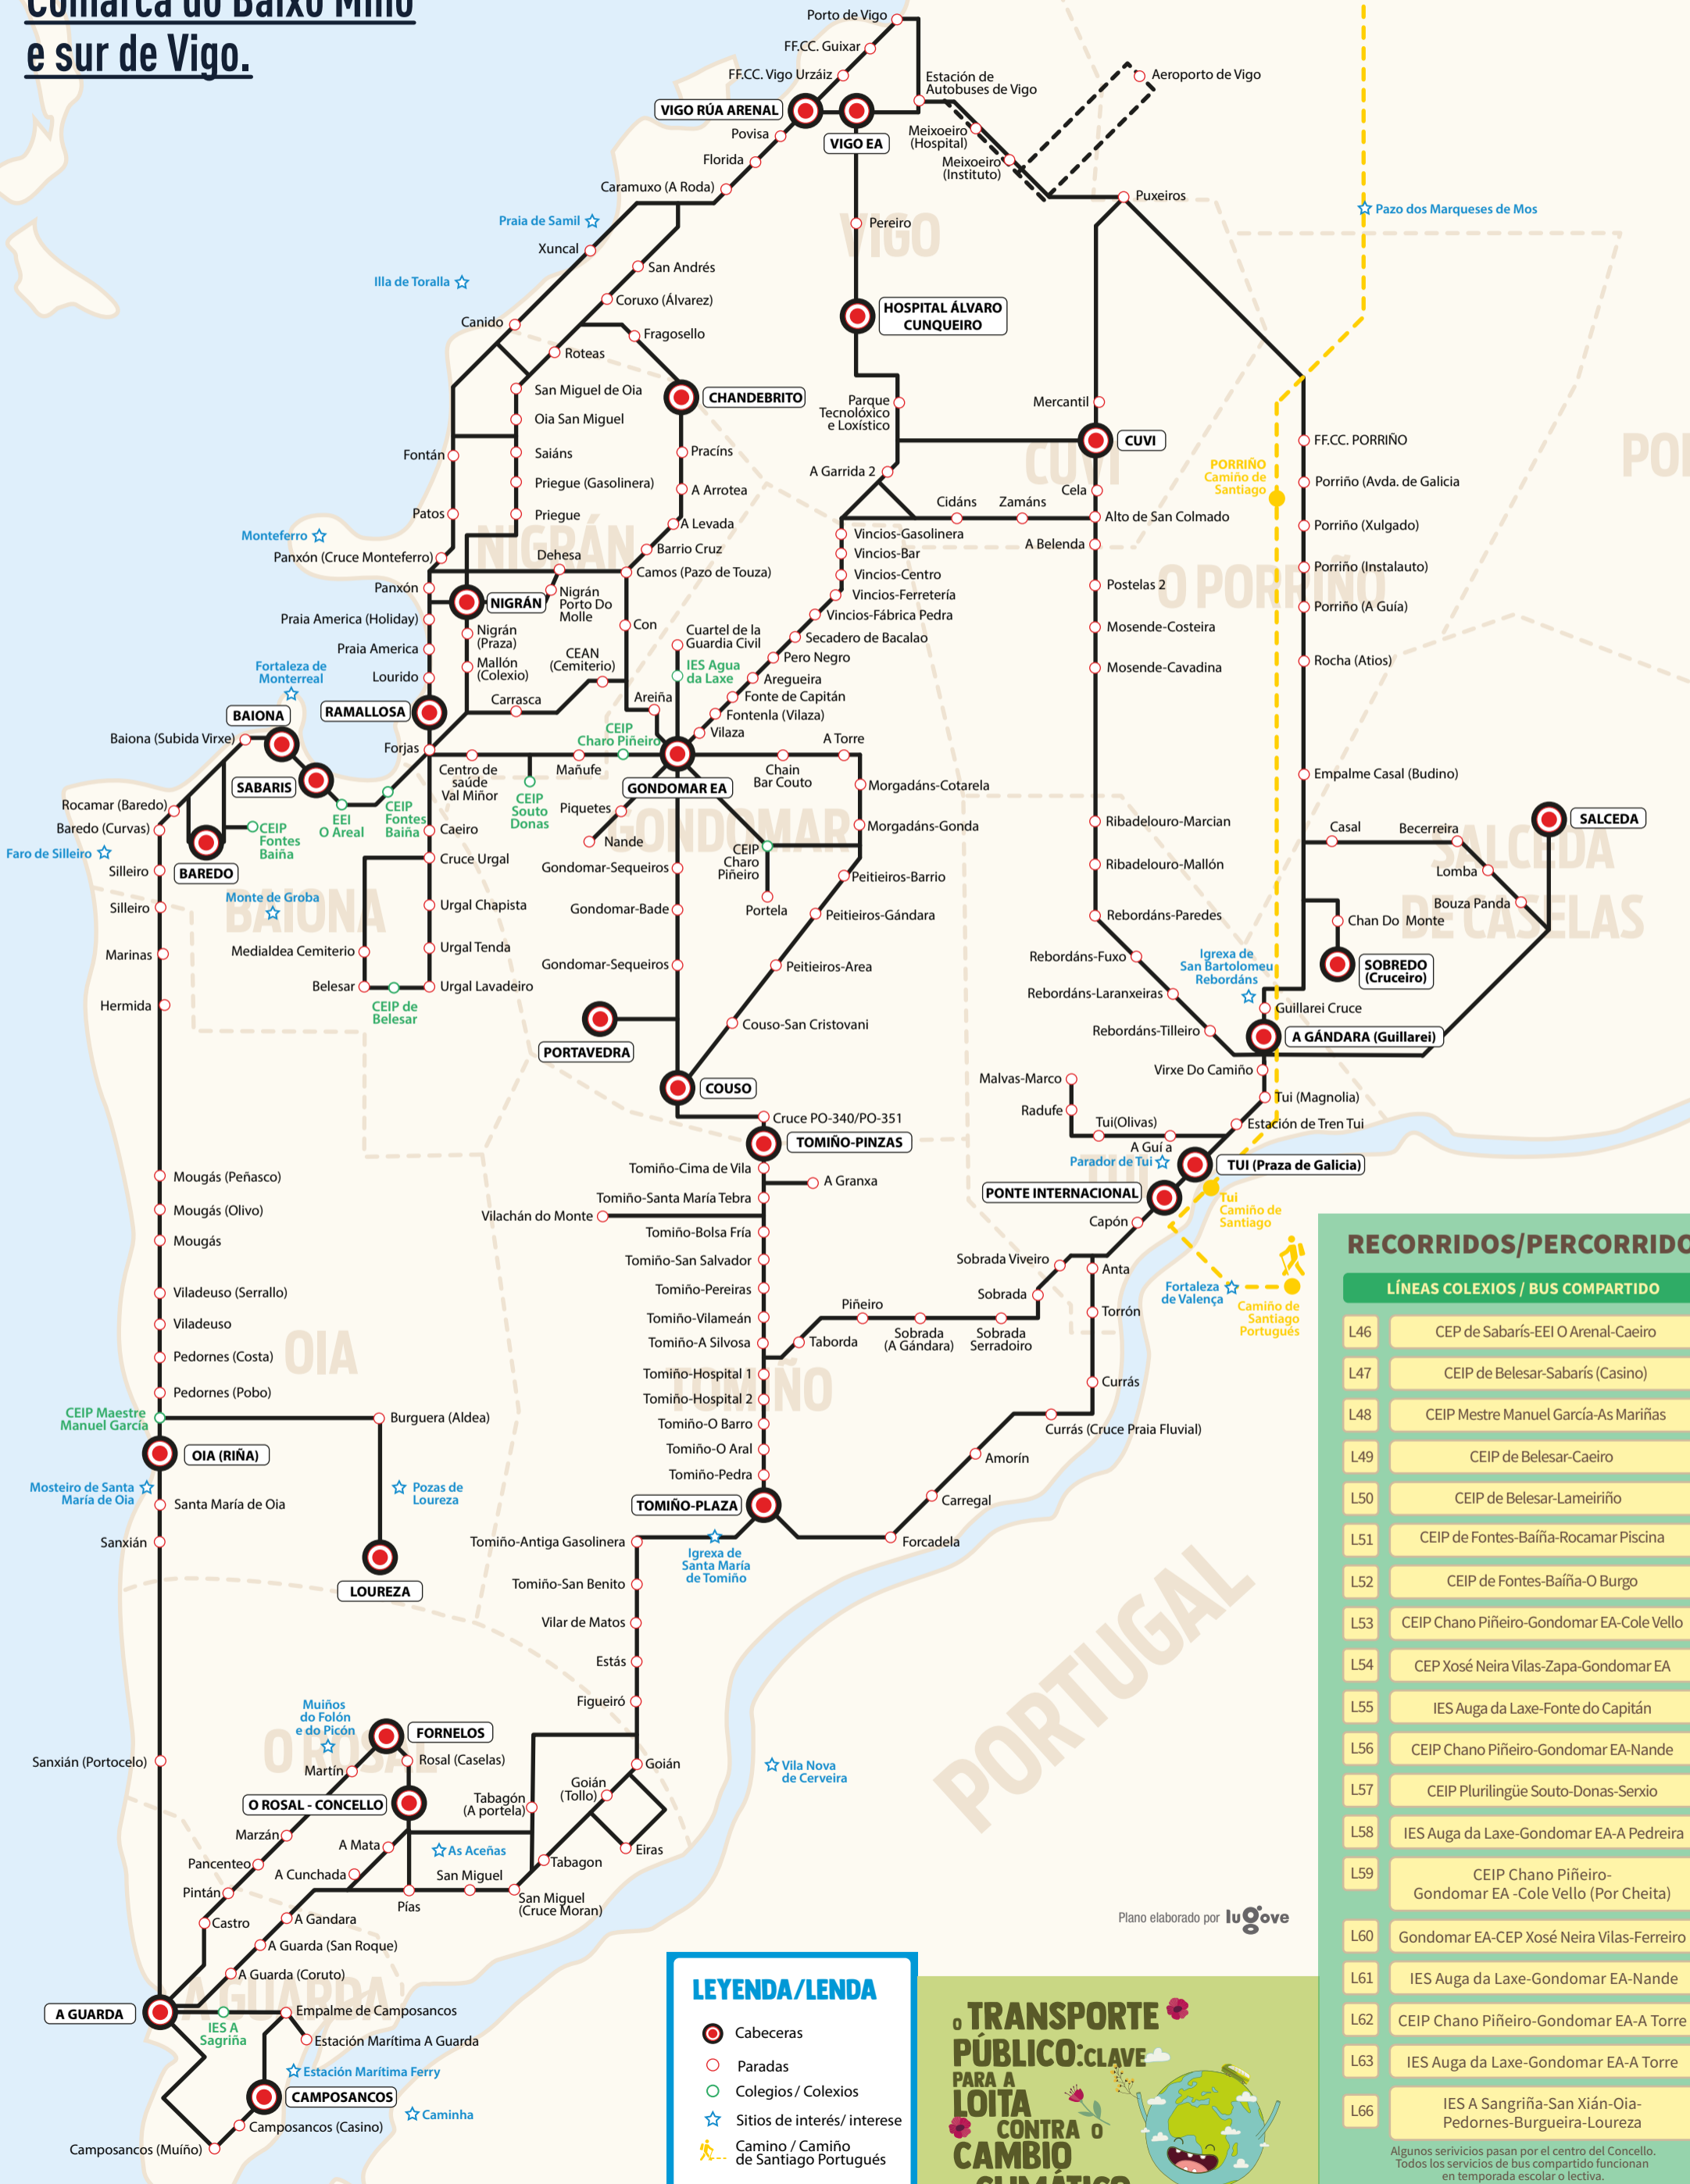 Comarca do Baixo Miño
e sur de Vigo.
Porto de Vigo
FF.CC. Guixar
FF.CC. Vigo Urzáiz
VIGO RÚA ARENAL
VIGO EA
Estación de
Autobuses de Vigo
Aeroporto de Vigo
Meixoeiro
(Hospital)
Meixoeiro
(Instituto)
Puxeiros
Pazo dos Marqueses de Mos
Povisa
Florida
Caramuxo (A Roda)
Praia de Samil
Xuncal
Illa de Toralla
Canido
San Andrés
Coruxo (Álvarez)
Fragosello
Roteas
VIGO
Pereiro
HOSPITAL ÁLVARO
CUNQUEIRO
CHANDEBRITO
San Miguel de Oia
Oia San Miguel
Saiáns
Priegue (Gasolinera)
Priegue
Fontán
Patos
Monteferro
Panxón (Cruce Monteferro)
Panxón
Praia America (Holiday)
Praia America
Lourido
RAMALLOSA
Forjas
Parque
Tecnolóxico
e Loxístico
Mercantil
CUVI
CUVI
A Garrida 2
Cidáns
Zamáns
Cela
Alto de San Colmado
A Belenda
Postelas 2
Mosende-Costeira
Mosende-Cavadina
Ribadelouro-Marcian
Ribadelouro-Mallón
Rebordáns-Paredes
Rebordáns-Fuxo
Rebordáns-Laranxeiras
Rebordáns-Tilleiro
PORRIÑO
Camiño de
Santiago
O PORRIÑO
POR
FF.CC. PORRIÑO
Porriño (Avda. de Galicia
Porriño (Xulgado)
Porriño (Instalauto)
Porriño (A Guía)
Rocha (Atios)
Empalme Casal (Budino)
Casal
Becerreira
Lomba
Bouza Panda
SALCEDA
SALCEDA
DE CASELAS
Chan Do Monte
SOBREDO
(Cruceiro)
Igrexa de
San Bartolomeu
Rebordáns
Guillarei Cruce
A GÁNDARA (Guillarei)
Virxe Do Camiño
Tui (Magnolia)
Estación de Tren Tui
Malvas-Marco
Radufe
Tui(Olivas)
A Guí a
Parador de Tui
TUI
TUI (Praza de Galicia)
PONTE INTERNACIONAL
Tui
Camiño de
Santiago
Fortaleza
de Valença
Camiño de
Santiago
Portugués
Capón
Sobrada Viveiro
Sobrada
Anta
Torrón
Currás
Currás (Cruce Praia Fluvial)
Amorín
Carregal
Forcadela
Sobrada
Serradoiro
Sobrada
(A Gándara)
Piñeiro
Taborda
Pracíns
A Arrotea
A Levada
Barrio Cruz
Camos (Pazo de Touza)
NIGRÁN
Dehesa
NIGRÁN
Nigrán
Porto Do
Molle
Nigrán
(Praza)
Mallón
(Colexio)
Con
CEAN
(Cemiterio)
Carrasca
Areiña
Cuartel de la
Guardia Civil
IES Agua
da Laxe
Vincios-Gasolinera
Vincios-Bar
Vincios-Centro
Vincios-Ferretería
Vincios-Fábrica Pedra
Secadero de Bacalao
Pero Negro
Aregueira
Fonte de Capitán
Fontenla (Vilaza)
Vilaza
CEIP
Charo Piñeiro
GONDOMAR EA
GONDOMAR
Centro de
saúde
Val Miñor
Mañufe
CEIP
Souto
Donas
Piquetes
Nande
Chain
Bar Couto
A Torre
Morgadáns-Cotarela
Morgadáns-Gonda
CEIP
Charo
Piñeiro
Portela
Peitieiros-Barrio
Peitieiros-Gándara
Peitieiros-Area
Couso-San Cristovani
Gondomar-Sequeiros
Gondomar-Bade
Gondomar-Sequeiros
PORTAVEDRA
COUSO
Fortaleza de
Monterreal
BAIONA
Baiona (Subida Virxe)
SABARIS
EEI
O Areal
CEIP
Fontes
Baiña
Rocamar (Baredo)
Baredo (Curvas)
Faro de Silleiro
CEIP
Fontes
Baiña
BAREDO
Silleiro
Silleiro
Monte de Groba
BAIONA
Marinas
Hermida
Caeiro
Cruce Urgal
Urgal Chapista
Urgal Tenda
Urgal Lavadeiro
Medialdea Cemiterio
Belesar
CEIP de
Belesar
Mougás (Peñasco)
Mougás (Olivo)
Mougás
Viladeuso (Serrallo)
Viladeuso
Pedornes (Costa)
Pedornes (Pobo)
CEIP Maestre
Manuel García
Burguera (Aldea)
OIA
OIA (RIÑA)
Mosteiro de Santa
María de Oia
Pozas de
Loureza
Santa María de Oia
Sanxián
LOUREZA
Cruce PO-340/PO-351
TOMIÑO-PINZAS
Tomiño-Cima de Vila
A Granxa
Tomiño-Santa María Tebra
Vilachán do Monte
Tomiño-Bolsa Fría
Tomiño-San Salvador
Tomiño-Pereiras
Tomiño-Vilameán
Tomiño-A Silvosa
Tomiño-Hospital 1
TOMIÑO
Tomiño-Hospital 2
Tomiño-O Barro
Tomiño-O Aral
Tomiño-Pedra
TOMIÑO-PLAZA
Tomiño-Antiga Gasolinera
Igrexa de
Santa María
de Tomiño
Tomiño-San Benito
Vilar de Matos
Estás
Figueiró
Goián
Goián
(Tollo)
Eiras
Vila Nova
de Cerveira
PORTUGAL
Muiños
do Folón
e do Picón
FORNELOS
O ROSAL
Rosal (Caselas)
Martín
Sanxián (Portocelo)
O ROSAL - CONCELLO
Tabagón
(A portela)
Marzán
A Mata
As Aceñas
Tabagon
Pancenteo
A Cunchada
San Miguel
Pintán
Pías
San Miguel
(Cruce Moran)
Castro
A Gandara
A Guarda (San Roque)
A Guarda (Coruto)
A GUARDA
A GUARDA
IES A
Sagriña
Empalme de Camposancos
Estación Marítima A Guarda
Estación Marítima Ferry
CAMPOSANCOS
Caminha
Camposancos (Casino)
Camposancos (Muíño)
Plano elaborado por lugove
LEYENDA/LENDA
Cabeceras
Paradas
Colegios / Colexios
Sitios de interés/ interese
Camino / Camiño
de Santiago Portugués
O TRANSPORTE
PÚBLICO:CLAVE
PARA A
LOITA
CONTRA O
CAMBIO
CLIMÁTICO
RECORRIDOS/PERCORRIDO
LÍNEAS COLEXIOS / BUS COMPARTIDO
L46 CEP de Sabarís-EEI O Arenal-Caeiro
L47 CEIP de Belesar-Sabarís (Casino)
L48 CEIP Mestre Manuel García-As Mariñas
L49 CEIP de Belesar-Caeiro
L50 CEIP de Belesar-Lameiriño
L51 CEIP de Fontes-Baíña-Rocamar Piscina
L52 CEIP de Fontes-Baíña-O Burgo
L53 CEIP Chano Piñeiro-Gondomar EA-Cole Vello
L54 CEP Xosé Neira Vilas-Zapa-Gondomar EA
L55 IES Auga da Laxe-Fonte do Capitán
L56 CEIP Chano Piñeiro-Gondomar EA-Nande
L57 CEIP Plurilingüe Souto-Donas-Serxio
L58 IES Auga da Laxe-Gondomar EA-A Pedreira
L59 CEIP Chano Piñeiro-
Gondomar EA -Cole Vello (Por Cheita)
L60 Gondomar EA-CEP Xosé Neira Vilas-Ferreiro
L61 IES Auga da Laxe-Gondomar EA-Nande
L62 CEIP Chano Piñeiro-Gondomar EA-A Torre
L63 IES Auga da Laxe-Gondomar EA-A Torre
L66 IES A Sangriña-San Xián-Oia-
Pedornes-Burgueira-Loureza
Algunos serivicios pasan por el centro del Concello.
Todos los servicios de bus compartido funcionan
en temporada escolar o lectiva.